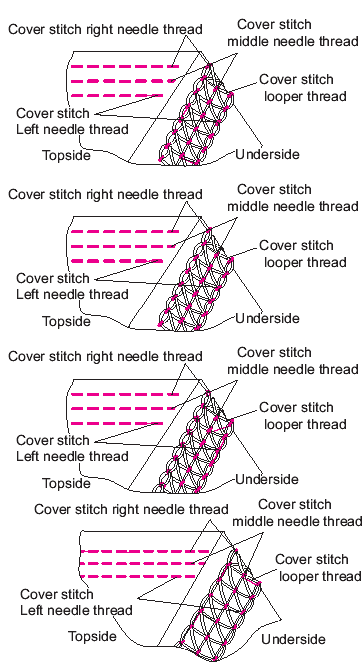 Cover stitch right needle thread
Cover stitch
middle needle thread
Cover stitch
looper thread
Cover stitch
Left needle thread
Topside
Underside
Cover stitch right needle thread
Cover stitch
middle needle thread
Cover stitch
looper thread
Cover stitch
Left needle thread
Topside
Underside
Cover stitch right needle thread
Cover stitch
middle needle thread
Cover stitch
looper thread
Cover stitch
Left needle thread
Topside
Underside
Cover stitch right needle thread
Cover stitch
middle needle thread
Cover stitch
looper thread
Cover stitch
Left needle thread
Topside
Underside